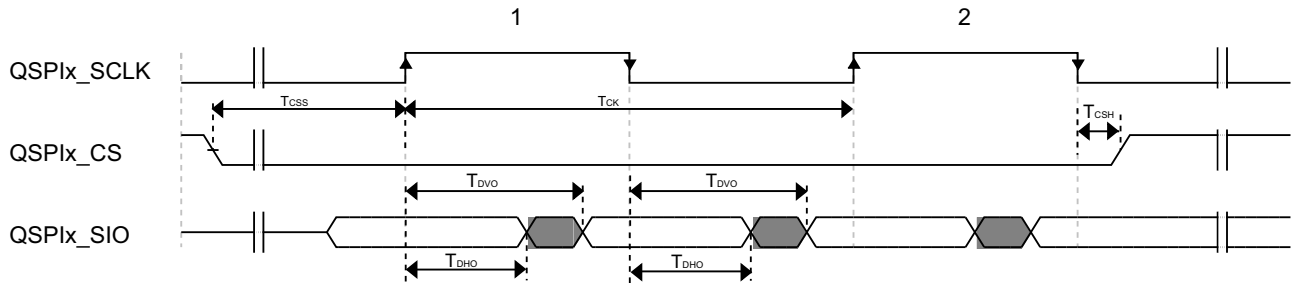 1 2
QSPIx_SCLK
TCSS TCK
TCSH
QSPIx_CS
TDVO TDVO
QSPIx_SIO
TDHO TDHO